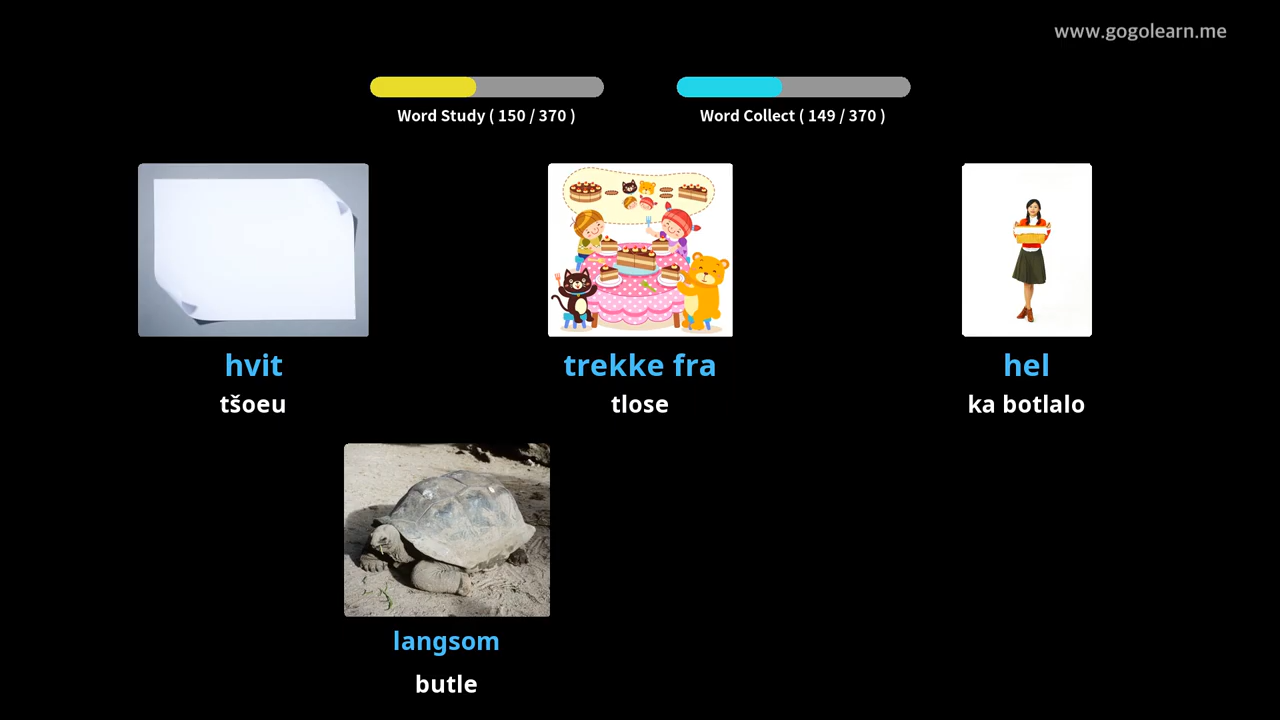 www.gogolearn.me
Word Study ( 150 / 370 )
Word Collect ( 149 / 370 )
hvit
tšoeu
trekke fra
tlose
hel
ka botlalo
langsom
butle